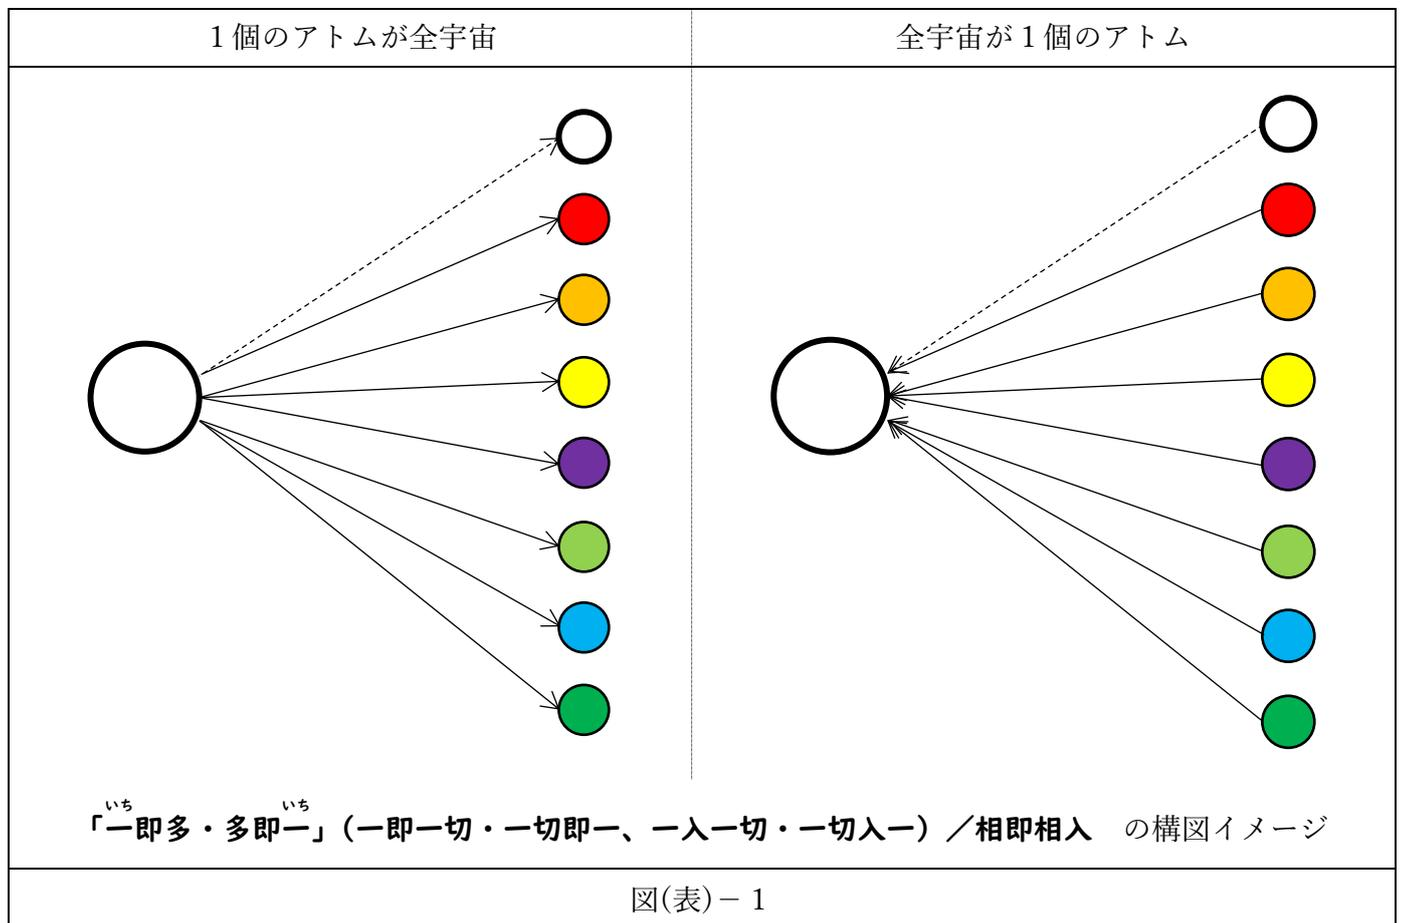 １個のアトムが全宇宙
全宇宙が１個のアトム
いち いち
「一即多・多即一」（一即一切・一切即一、一入一切・一切入一）／相即相入　の構図イメージ
図(表)－１